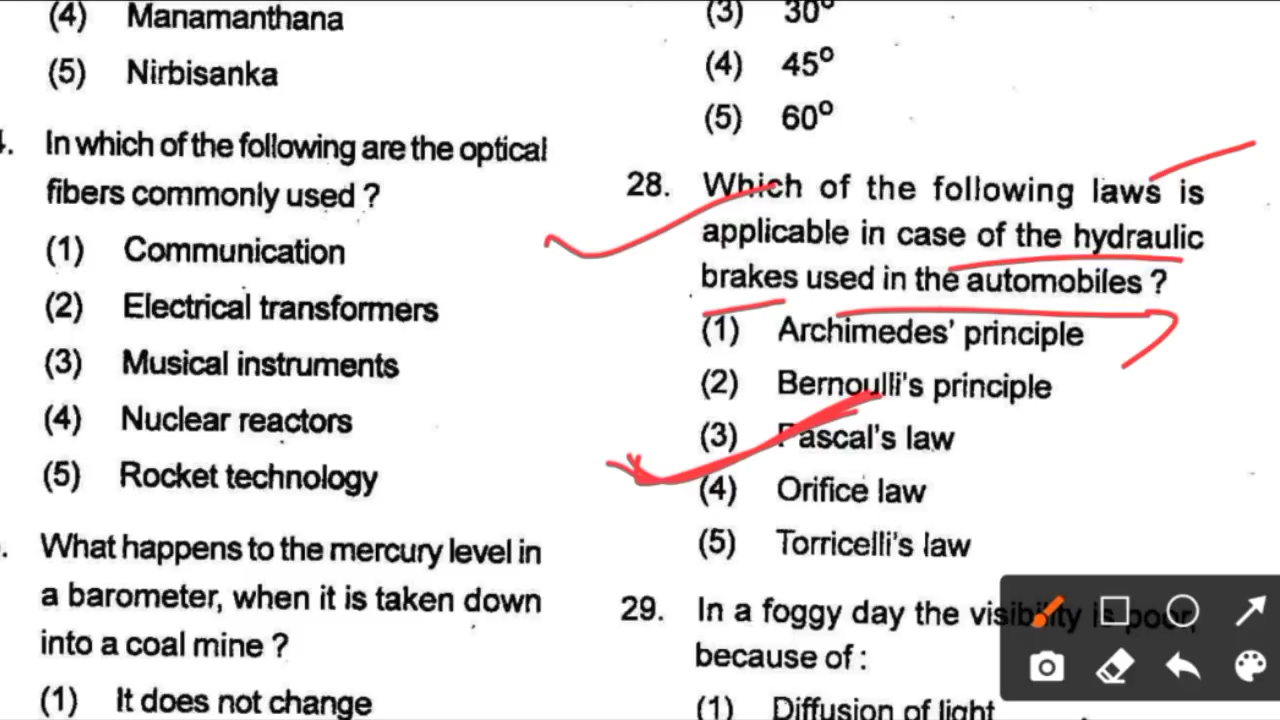 (4) Manamanthana
(5) Nirbisanka
4. In which of the following are the optical
fibers commonly used ?
(1) Communication
(2) Electrical transformers
(3) Musical instruments
(4) Nuclear reactors
(5) Rocket technology
. What happens to the mercury level in
a barometer, when it is taken down
into a coal mine ?
(1) It does not change
(3) 30º
(4) 45º
(5) 60º
28. Which of the following laws is
applicable in case of the hydraulic
brakes used in the automobiles ?
(1) Archimedes' principle
(2) Bernoulli's principle
(3) Pascal's law
(4) Orifice law
(5) Torricelli's law
29. In a foggy day the visibility is poor,
because of :
(1) Diffusion of light